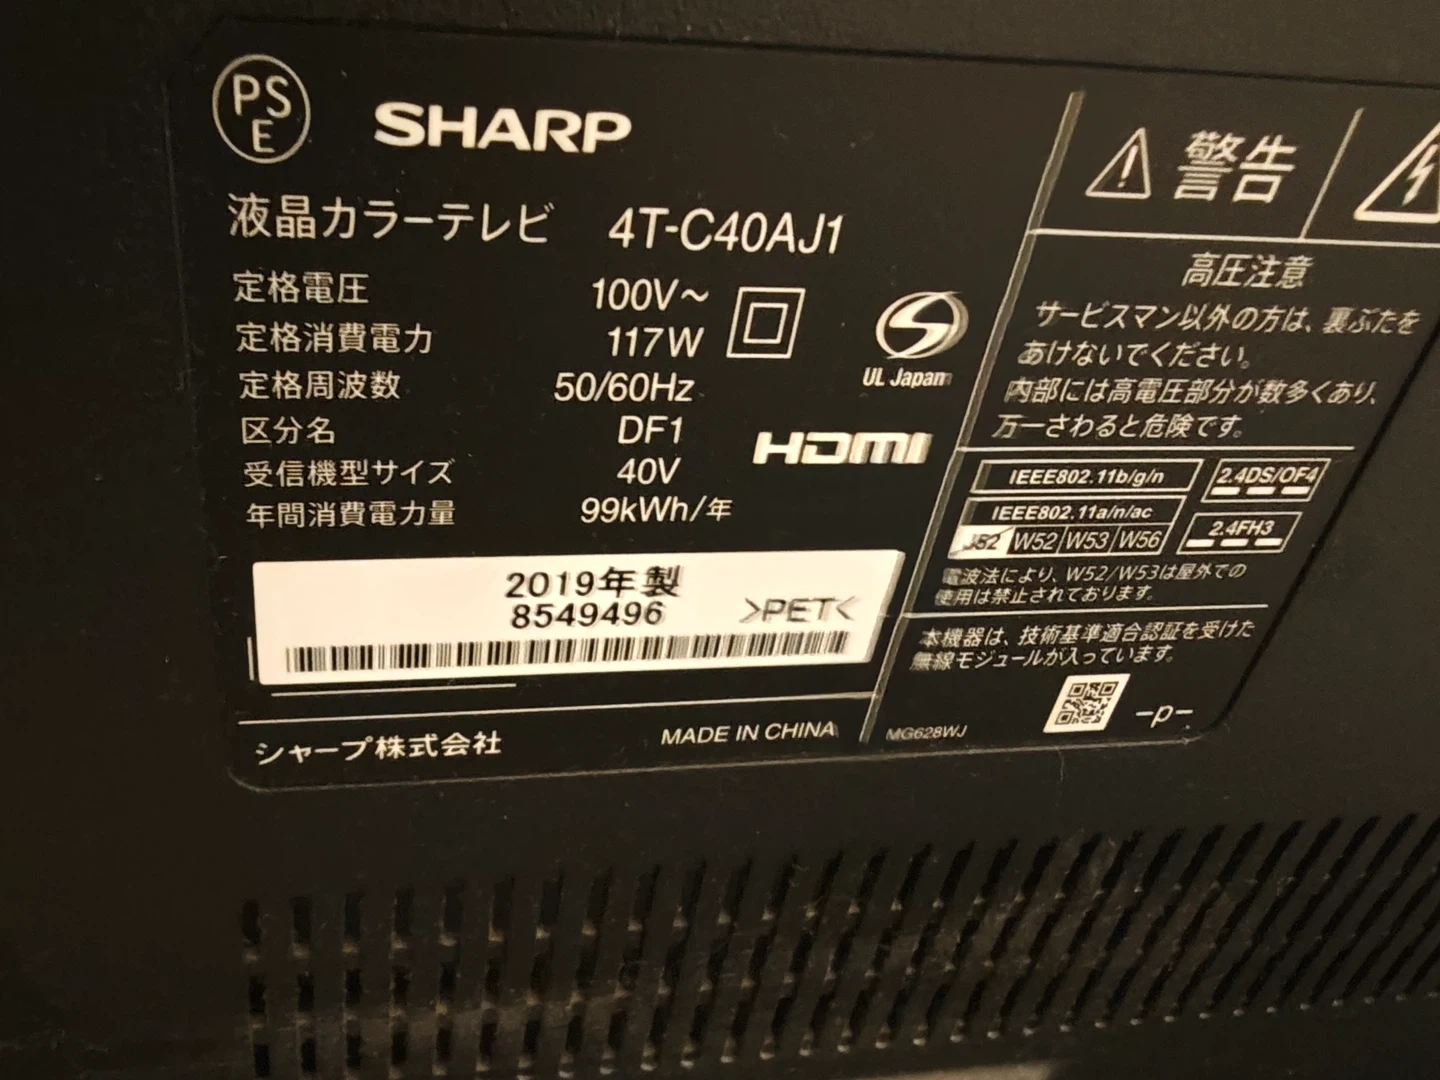 PS
E
SHARP
液晶カラーテレビ 4T-C40AJ1
定格電圧 100V～
定格消費電力 117W
定格周波数 50/60Hz
区分名 DF1
受信機型サイズ 40V
年間消費電力量 99kWh/年
UL Japan
HDMI
2019年製
8549496 >PET<
シャープ株式会社 MADE IN CHINA
警告
高圧注意
サービスマン以外の方は、裏ぶたを
あけないでください。
内部には高電圧部分が数多くあり、
万一さわると危険です。
IEEE802.11b/g/n
2.4DS/OF4
IEEE802.11a/n/ac
J52 W52 W53 W56
2.4FH3
電波法により、W52/W53は屋外での
使用は禁止されております。
本機器は、技術基準適合認証を受けた
無線モジュールが入っています。
MG628WJ
-p-